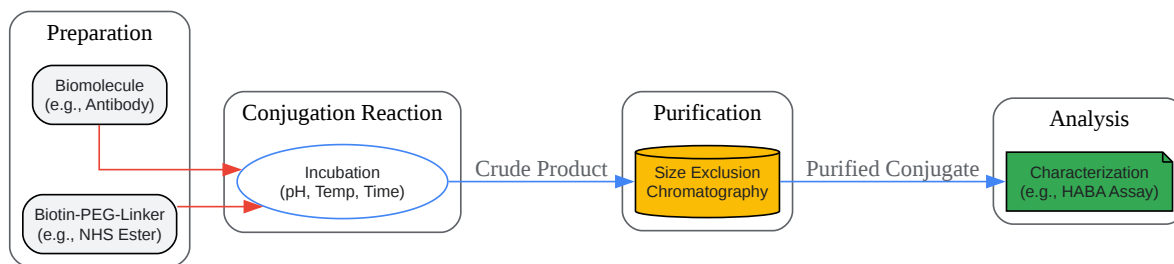 Preparation
Biomolecule
(e.g., Antibody)
Biotin-PEG-Linker
(e.g., NHS Ester)
Conjugation Reaction
Incubation
(pH, Temp, Time)
Crude Product
Purification
Size Exclusion
Chromatography
Purified Conjugate
Analysis
Characterization
(e.g., HABA Assay)